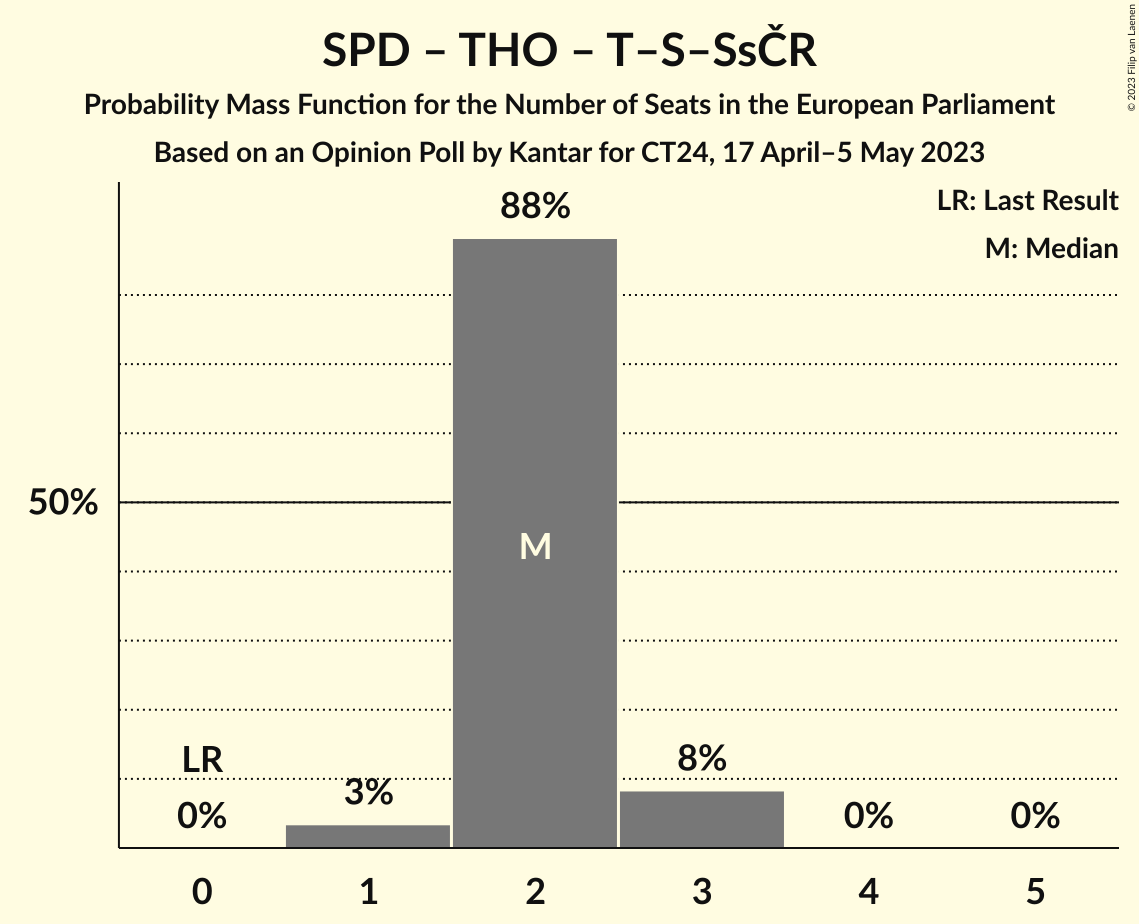 SPD – THO – T–S–SsČR
Probability Mass Function for the Number of Seats in the European Parliament
Based on an Opinion Poll by Kantar for CT24, 17 April–5 May 2023
© 2023 Filip van Laenen
LR: Last Result
M: Median
88%
50%
M
LR
0%
3%
8%
0%
0%
0 1 2 3 4 5